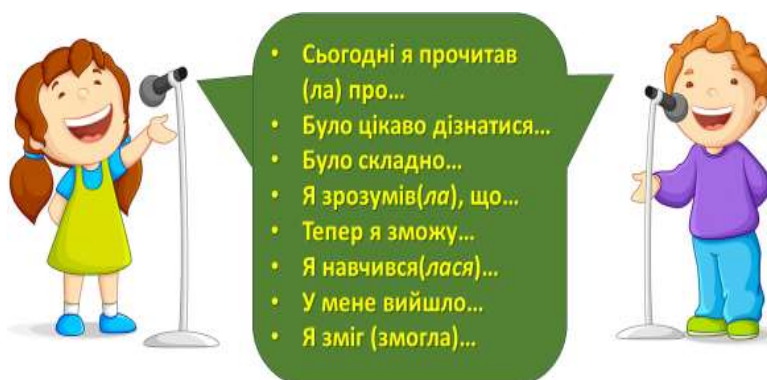 • Сьогодні я прочитав
(ла) про…
• Було цікаво дізнатися…
• Було складно…
• Я зрозумів(ла), що…
• Тепер я зможу…
• Я навчився(лася)…
• У мене вийшло…
• Я зміг (змогла)…